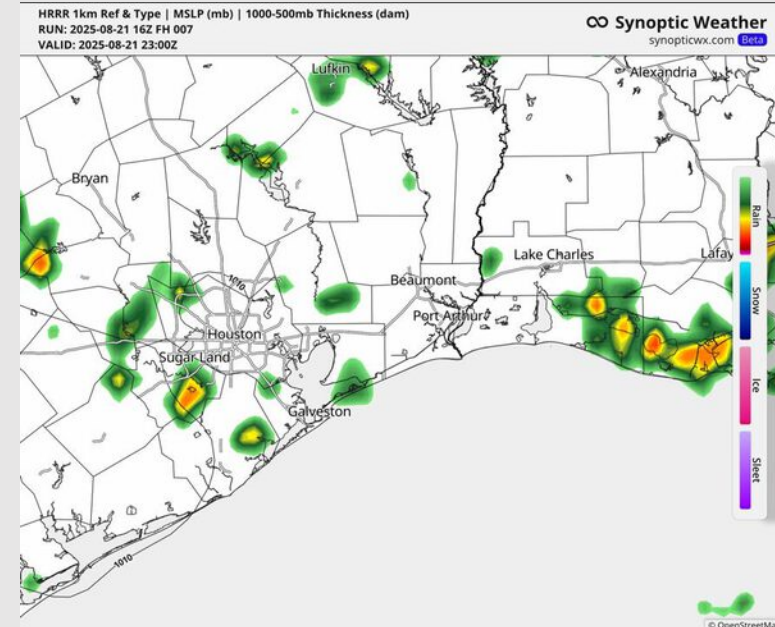 HRRR 1km Ref & Type | MSLP (mb) | 1000-500mb Thickness (dam)
RUN: 2025-08-21 16Z FH 007
VALID: 2025-08-21 23:00Z
Synoptic Weather
synopticwx.com Beta
Lufkin
Alexandria
Bryan
Rain
Lake Charles
Lafay
1010
Beaumont
Snow
Port Arthur
Houston
Sugar Land
Ice
Galveston
Sleet
1010
© OpenStreetMa